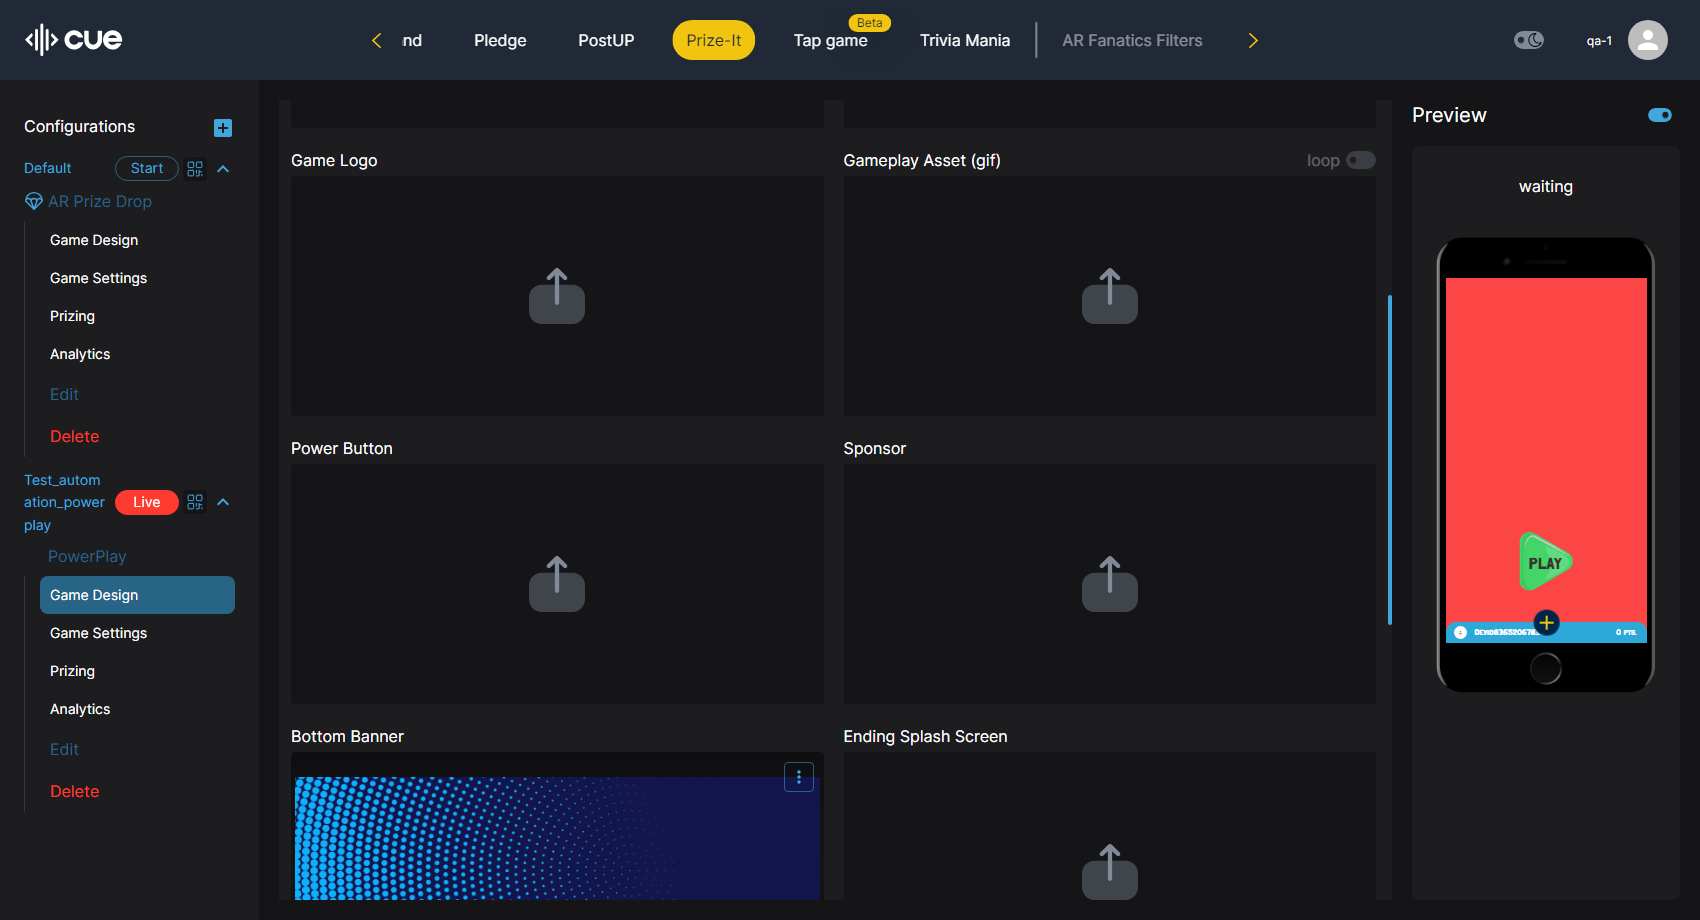 cue
nd
Pledge
PostUP
Prize-It
Beta
Tap game
Trivia Mania
AR Fanatics Filters
qa-1
Configurations
Default
Start
AR Prize Drop
Game Design
Game Settings
Prizing
Analytics
Edit
Delete
Test_autom
ation_power
play
Live
PowerPlay
Game Design
Game Settings
Prizing
Analytics
Edit
Delete
Game Logo
Gameplay Asset (gif)
loop
Power Button
Sponsor
Bottom Banner
Ending Splash Screen
Preview
waiting
PLAY
0 PTS.